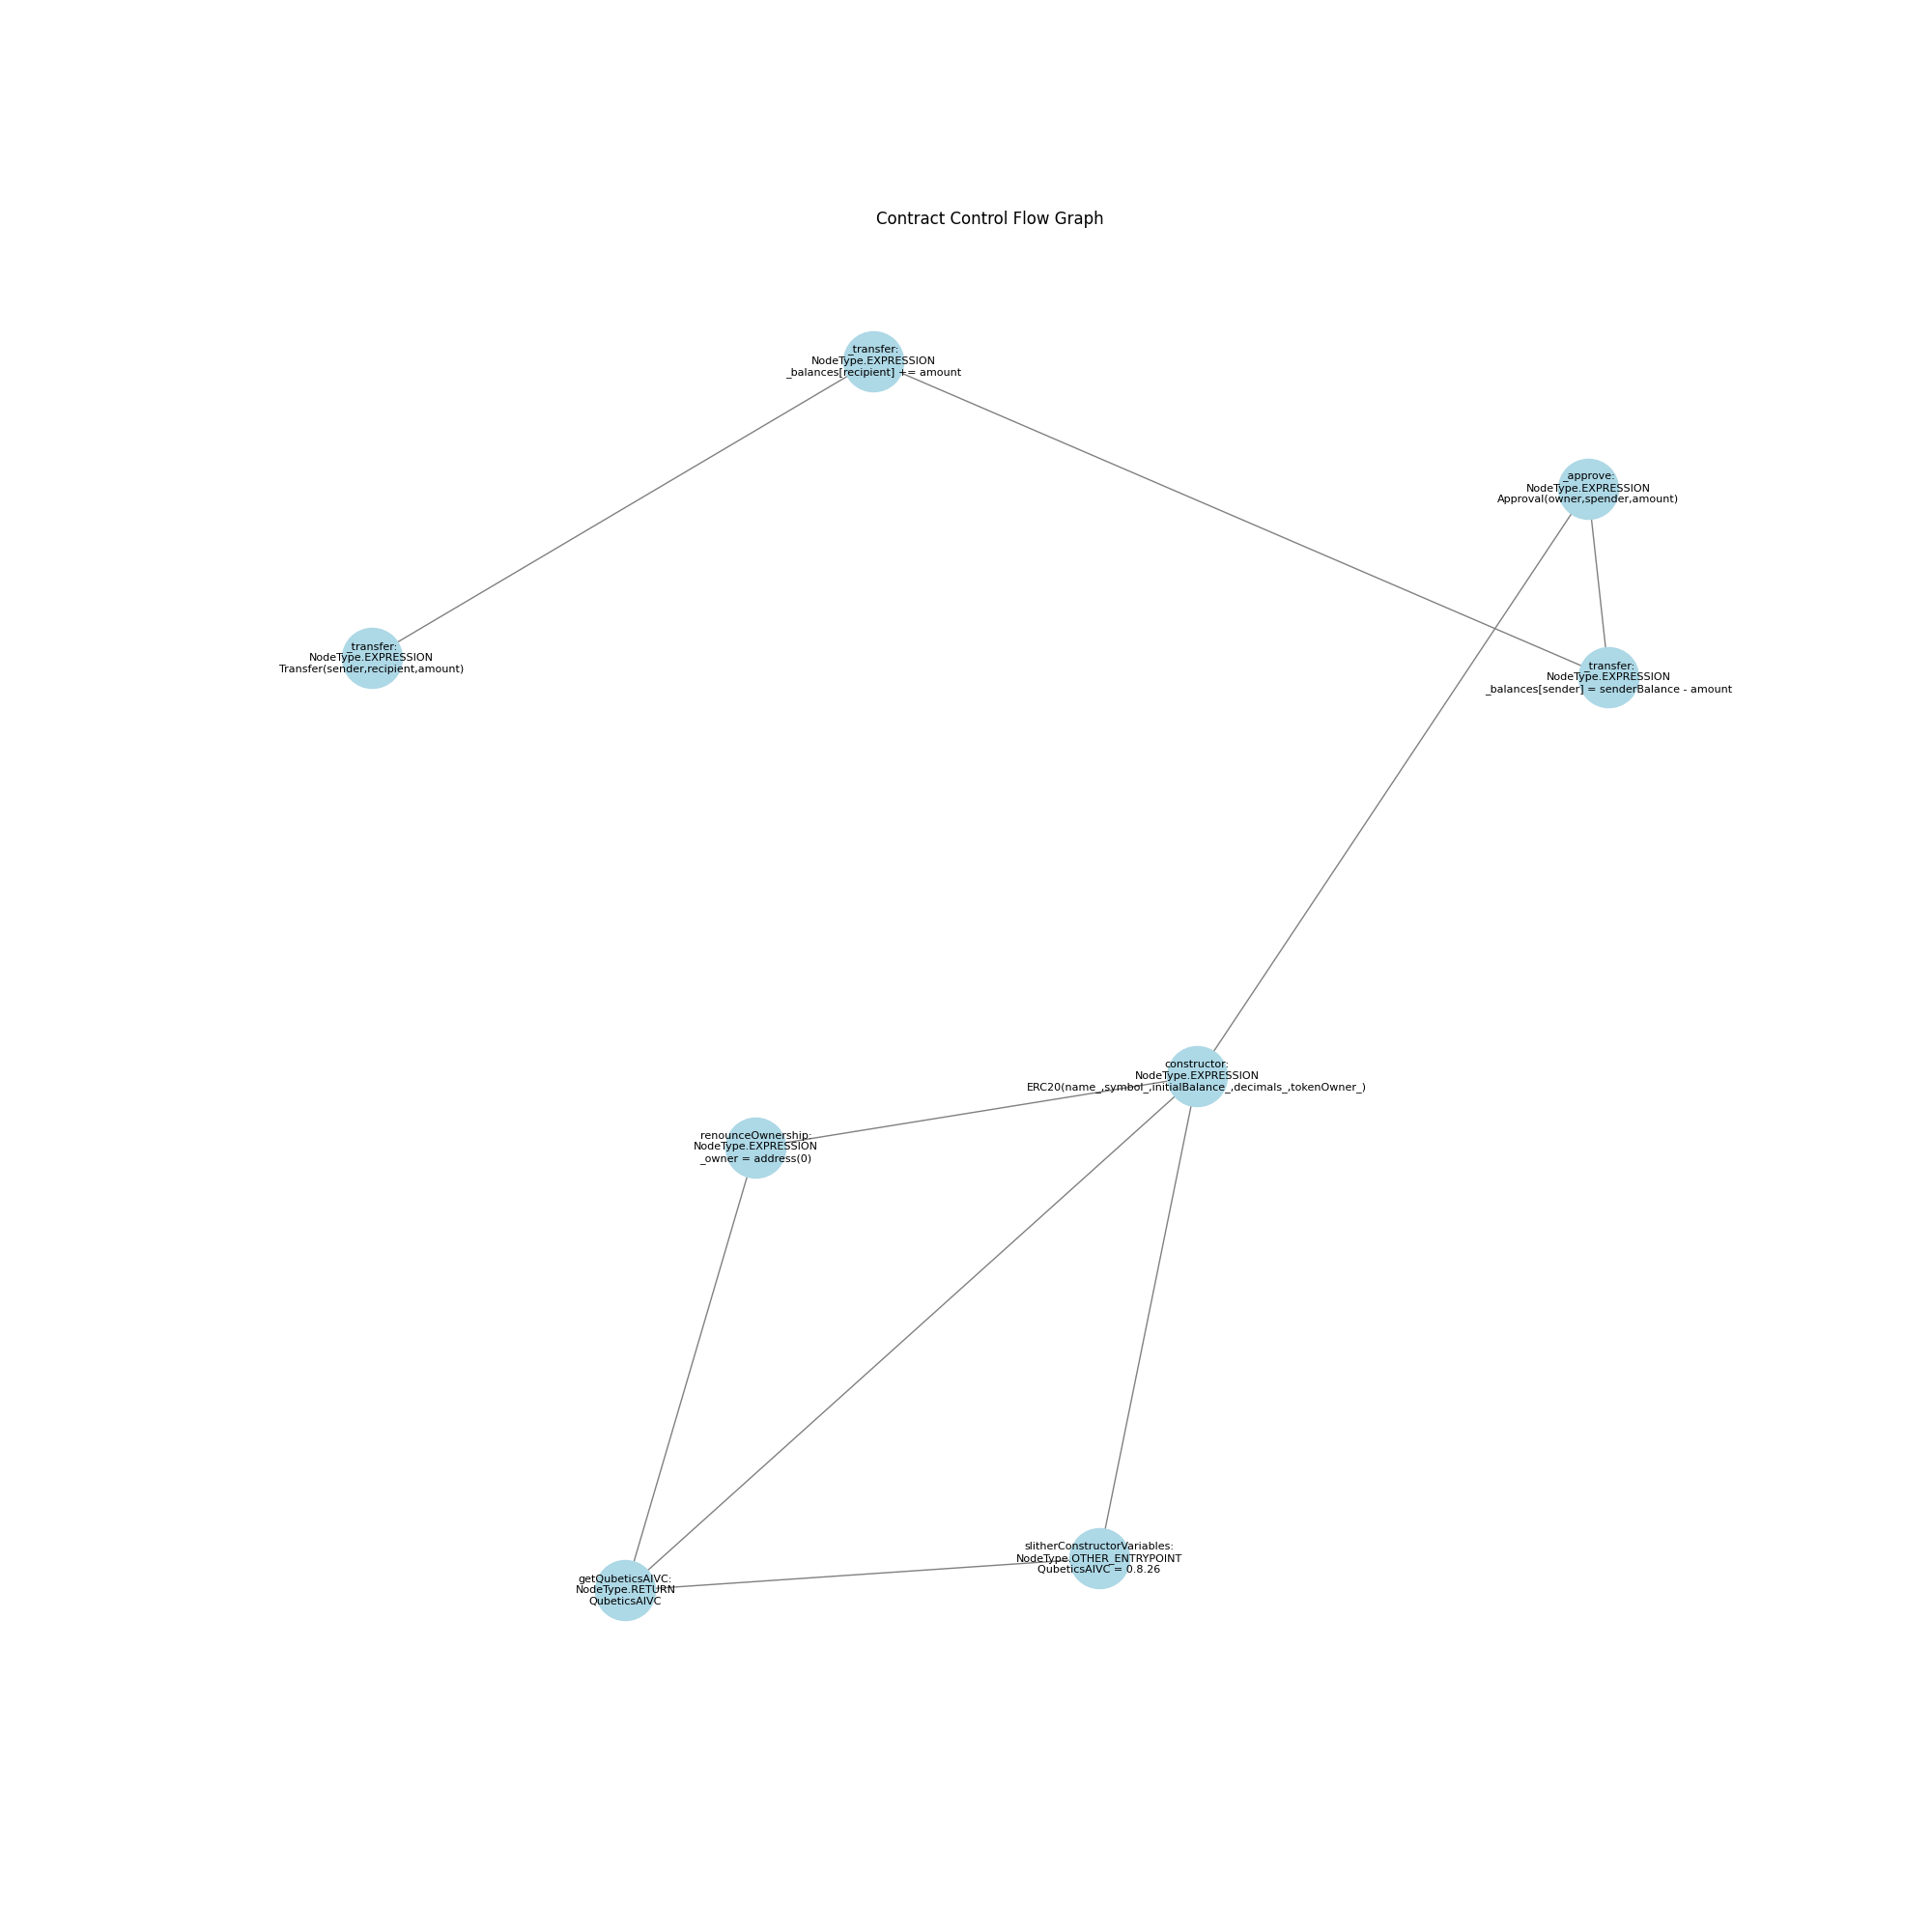 Contract Control Flow Graph
_transfer:
NodeType.EXPRESSION
_balances[recipient] += amount
_approve:
NodeType.EXPRESSION
Approval(owner,spender,amount)
_transfer:
NodeType.EXPRESSION
Transfer(sender,recipient,amount)
_transfer:
NodeType.EXPRESSION
_balances[sender] = senderBalance - amount
constructor:
NodeType.EXPRESSION
ERC20(name_,symbol_,initialBalance_,decimals_,tokenOwner_)
renounceOwnership:
NodeType.EXPRESSION
_owner = address(0)
slitherConstructorVariables:
NodeType.OTHER_ENTRYPOINT
QubeticsAIVC = 0.8.26
getQubeticsAIVC:
NodeType.RETURN
QubeticsAIVC